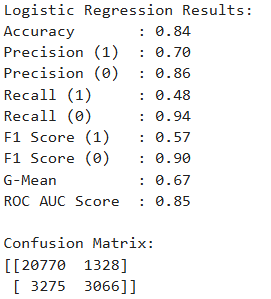 Logistic Regression Results:
Accuracy      : 0.84
Precision (1) : 0.70
Precision (0) : 0.86
Recall (1)    : 0.48
Recall (0)    : 0.94
F1 Score (1)  : 0.57
F1 Score (0)  : 0.90
G-Mean        : 0.67
ROC AUC Score : 0.85

Confusion Matrix:
[[20770  1328]
 [ 3275  3066]]